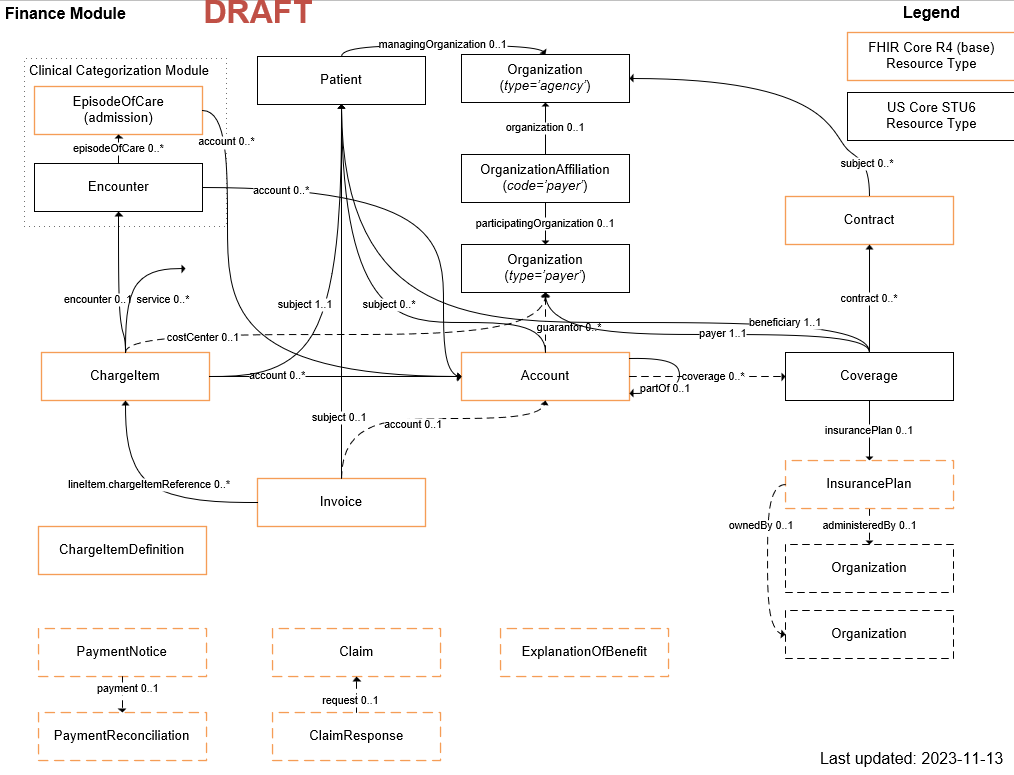 Finance Module
DRAFT
Legend
FHIR Core R4 (base)
Resource Type
US Core STU6
Resource Type
managingOrganization 0..1
Clinical Categorization Module
EpisodeOfCare
(admission)
account 0..*
episodeOfCare 0..*
Encounter
account 0..*
Patient
Organization
(type='agency')
organization 0..1
OrganizationAffiliation
(code='payer')
participatingOrganization 0..1
Organization
(type='payer')
subject 0..*
Contract
contract 0..*
encounter 0..1
service 0..*
subject 1..1
subject 0..*
costCenter 0..1
guarantor 0..*
beneficiary 1..1
payer 1..1
ChargeItem
account 0..*
Account
coverage 0..*
partOf 0..1
Coverage
subject 0..1
account 0..1
insurancePlan 0..1
lineItem.chargeItemReference 0..*
Invoice
InsurancePlan
ownedBy 0..1
administeredBy 0..1
ChargeItemDefinition
Organization
Organization
PaymentNotice
payment 0..1
PaymentReconciliation
Claim
request 0..1
ClaimResponse
ExplanationOfBenefit
Last updated: 2023-11-13